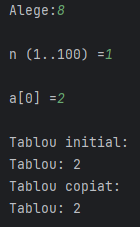 Alege:8
n (1..100) =1
a[0] =2
Tablou initial:
Tablou: 2
Tablou copiat:
Tablou: 2